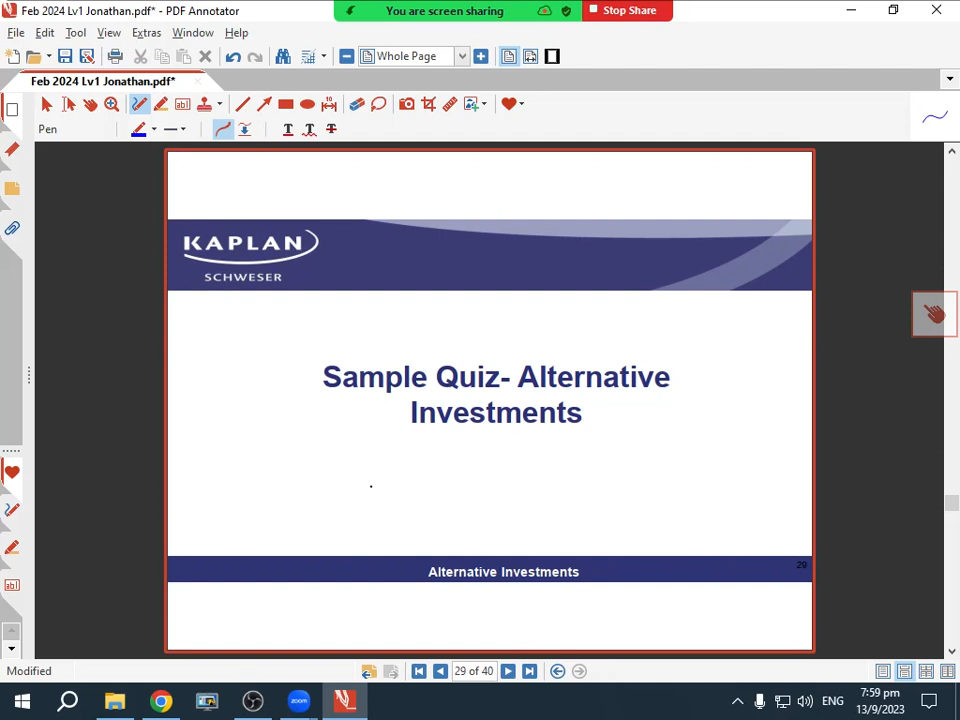 Feb 2024 Lv1 Jonathan.pdf* - PDF Annotator
You are screen sharing
Stop Share
File Edit Tool View Extras Window Help
Whole Page
Feb 2024 Lv1 Jonathan.pdf*
Pen
KAPLAN
SCHWESER
Sample Quiz- Alternative
Investments
Alternative Investments
29
Modified
29 of 40
zoom
ENG
7:59 pm
13/9/2023